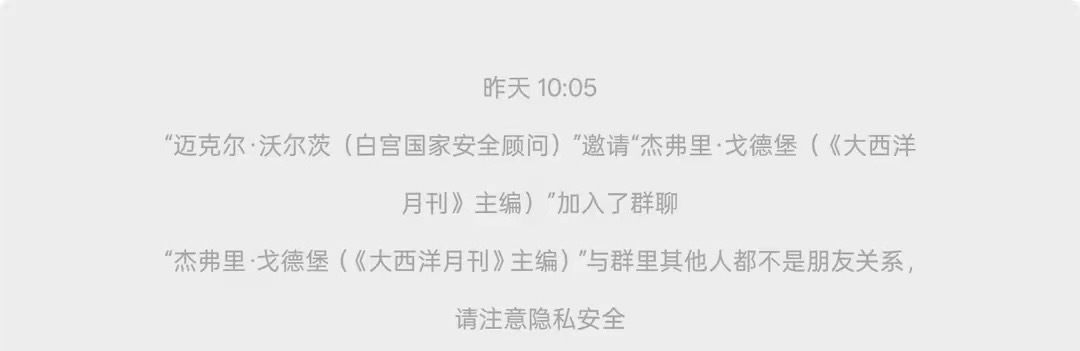 昨天 10:05
“迈克尔·沃尔茨（白宫国家安全顾问）”邀请“杰弗里·戈德堡（《大西洋
月刊》主编）”加入了群聊
“杰弗里·戈德堡（《大西洋月刊》主编）”与群里其他人都不是朋友关系，
请注意隐私安全